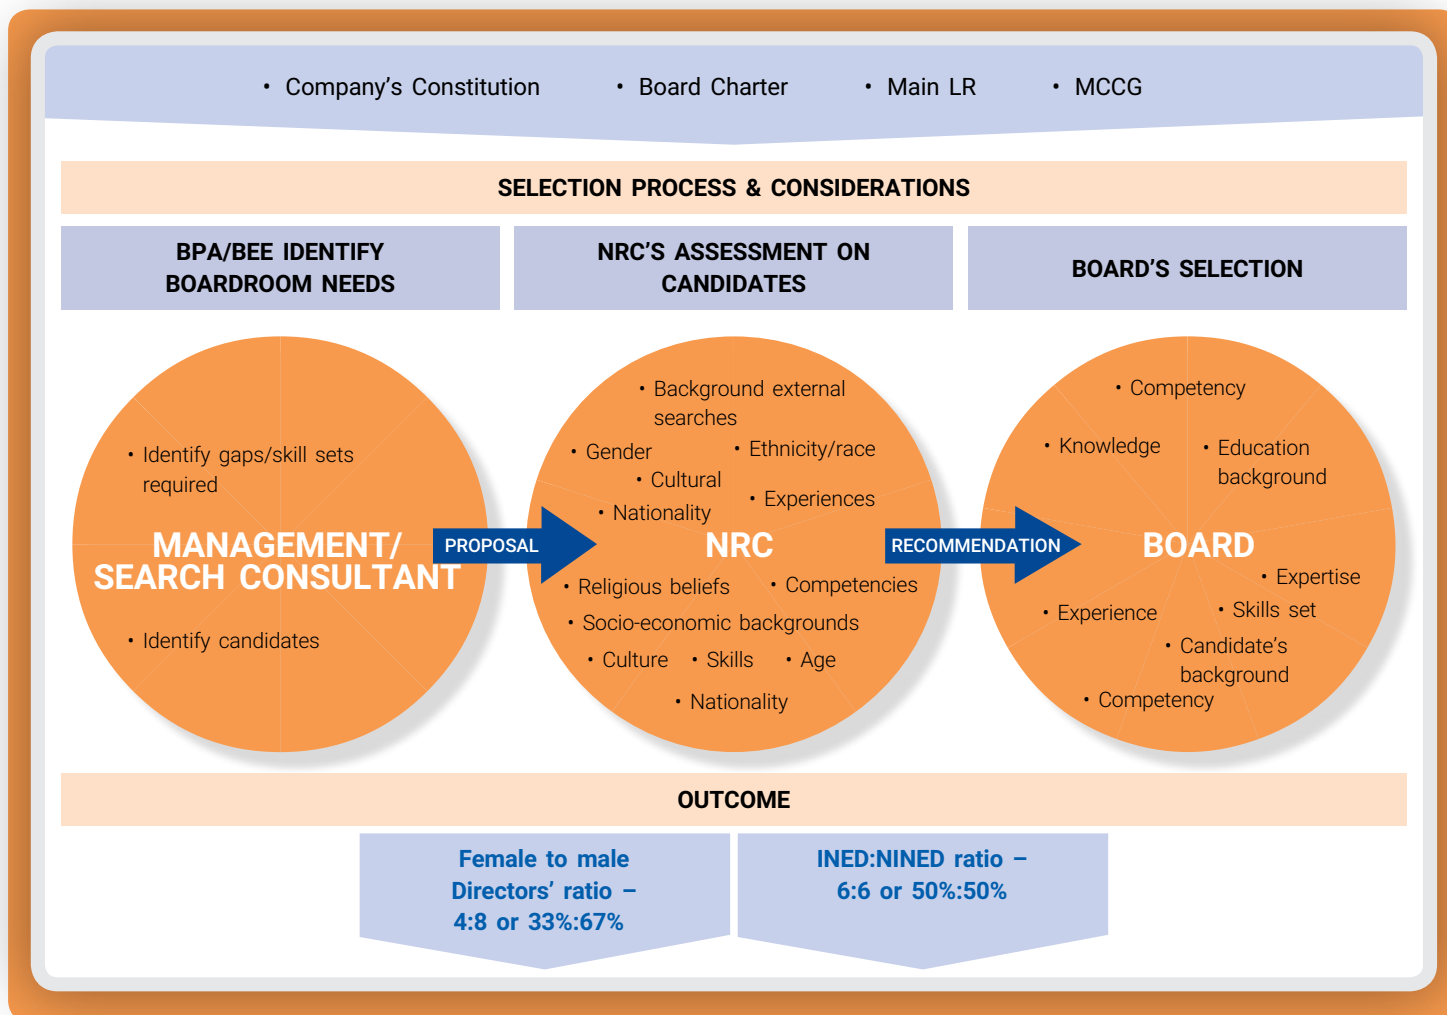 • Company's Constitution • Board Charter • Main LR • MCCG
SELECTION PROCESS & CONSIDERATIONS
BPA/BEE IDENTIFY
BOARDROOM NEEDS
NRC'S ASSESSMENT ON
CANDIDATES
BOARD'S SELECTION
• Identify gaps/skill sets
required
MANAGEMENT/
SEARCH CONSULTANT
• Identify candidates
PROPOSAL
• Background external
searches
• Gender
• Ethnicity/race
• Cultural
• Experiences
• Nationality
NRC
• Religious beliefs
• Competencies
• Socio-economic backgrounds
• Culture • Skills • Age
• Nationality
RECOMMENDATION
• Competency
• Knowledge
• Education
background
BOARD
• Expertise
• Experience
• Skills set
• Candidate's
background
• Competency
OUTCOME
Female to male
Directors' ratio –
4:8 or 33%:67%
INED:NINED ratio –
6:6 or 50%:50%